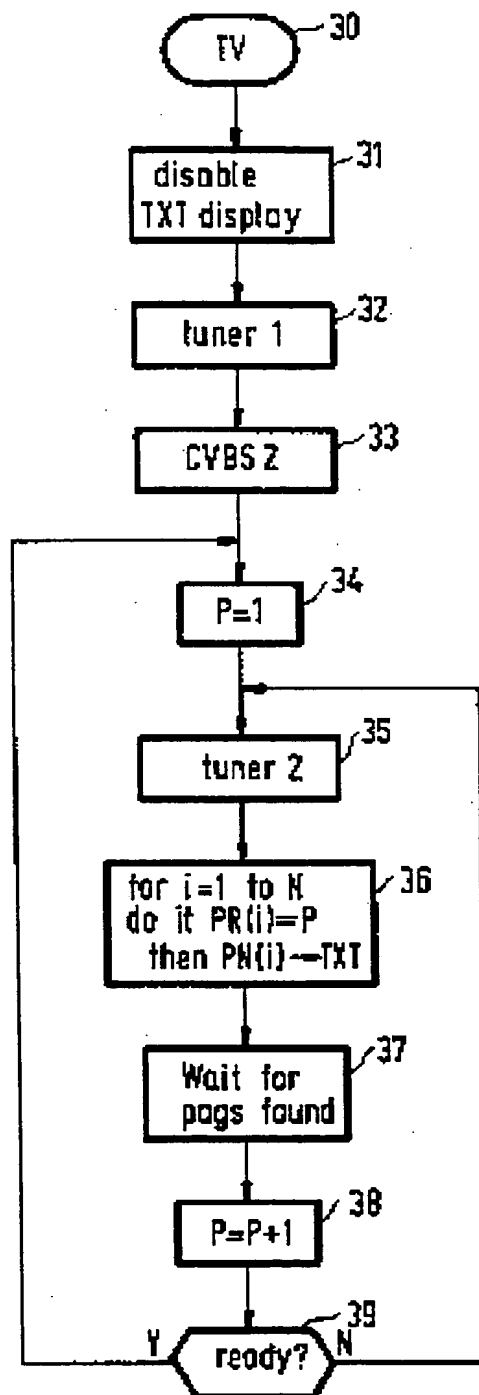 30
TV
31
disable
TXT display
32
tuner 1
33
CVBS 2
34
P=1
35
tuner 2
36
for i=1 to N
do if PR(i)=P
then PN(i)→TXT
37
Wait for
page found
38
P=P+1
39
Y ready? N